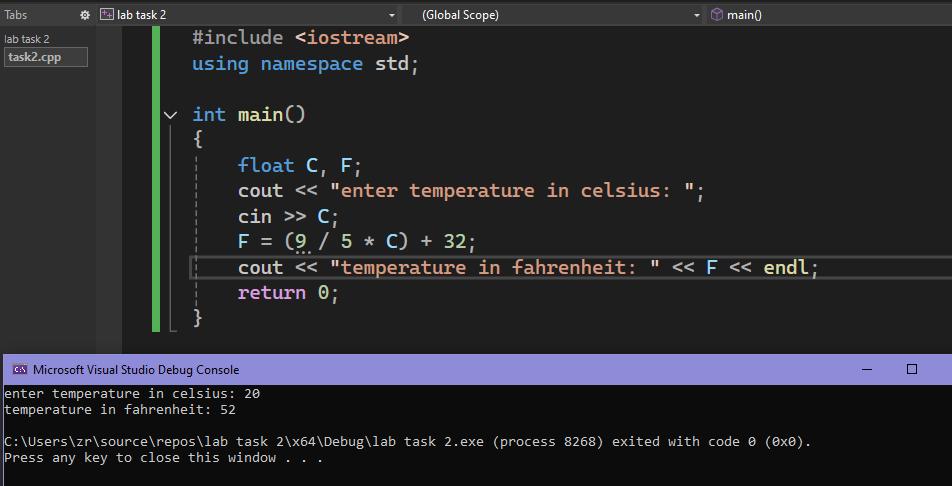 Tabs
lab task 2
(Global Scope)
main()
lab task 2
task2.cpp
#include <iostream>
using namespace std;
int main()
{
float C, F;
cout << "enter temperature in celsius: ";
cin >> C;
F = (9 / 5 * C) + 32;
cout << "temperature in fahrenheit: " << F << endl;
return 0;
}
Microsoft Visual Studio Debug Console
enter temperature in celsius: 20
temperature in fahrenheit: 52
C:\Users\zr\source\repos\lab task 2\x64\Debug\lab task 2.exe (process 8268) exited with code 0 (0x0).
Press any key to close this window . . .